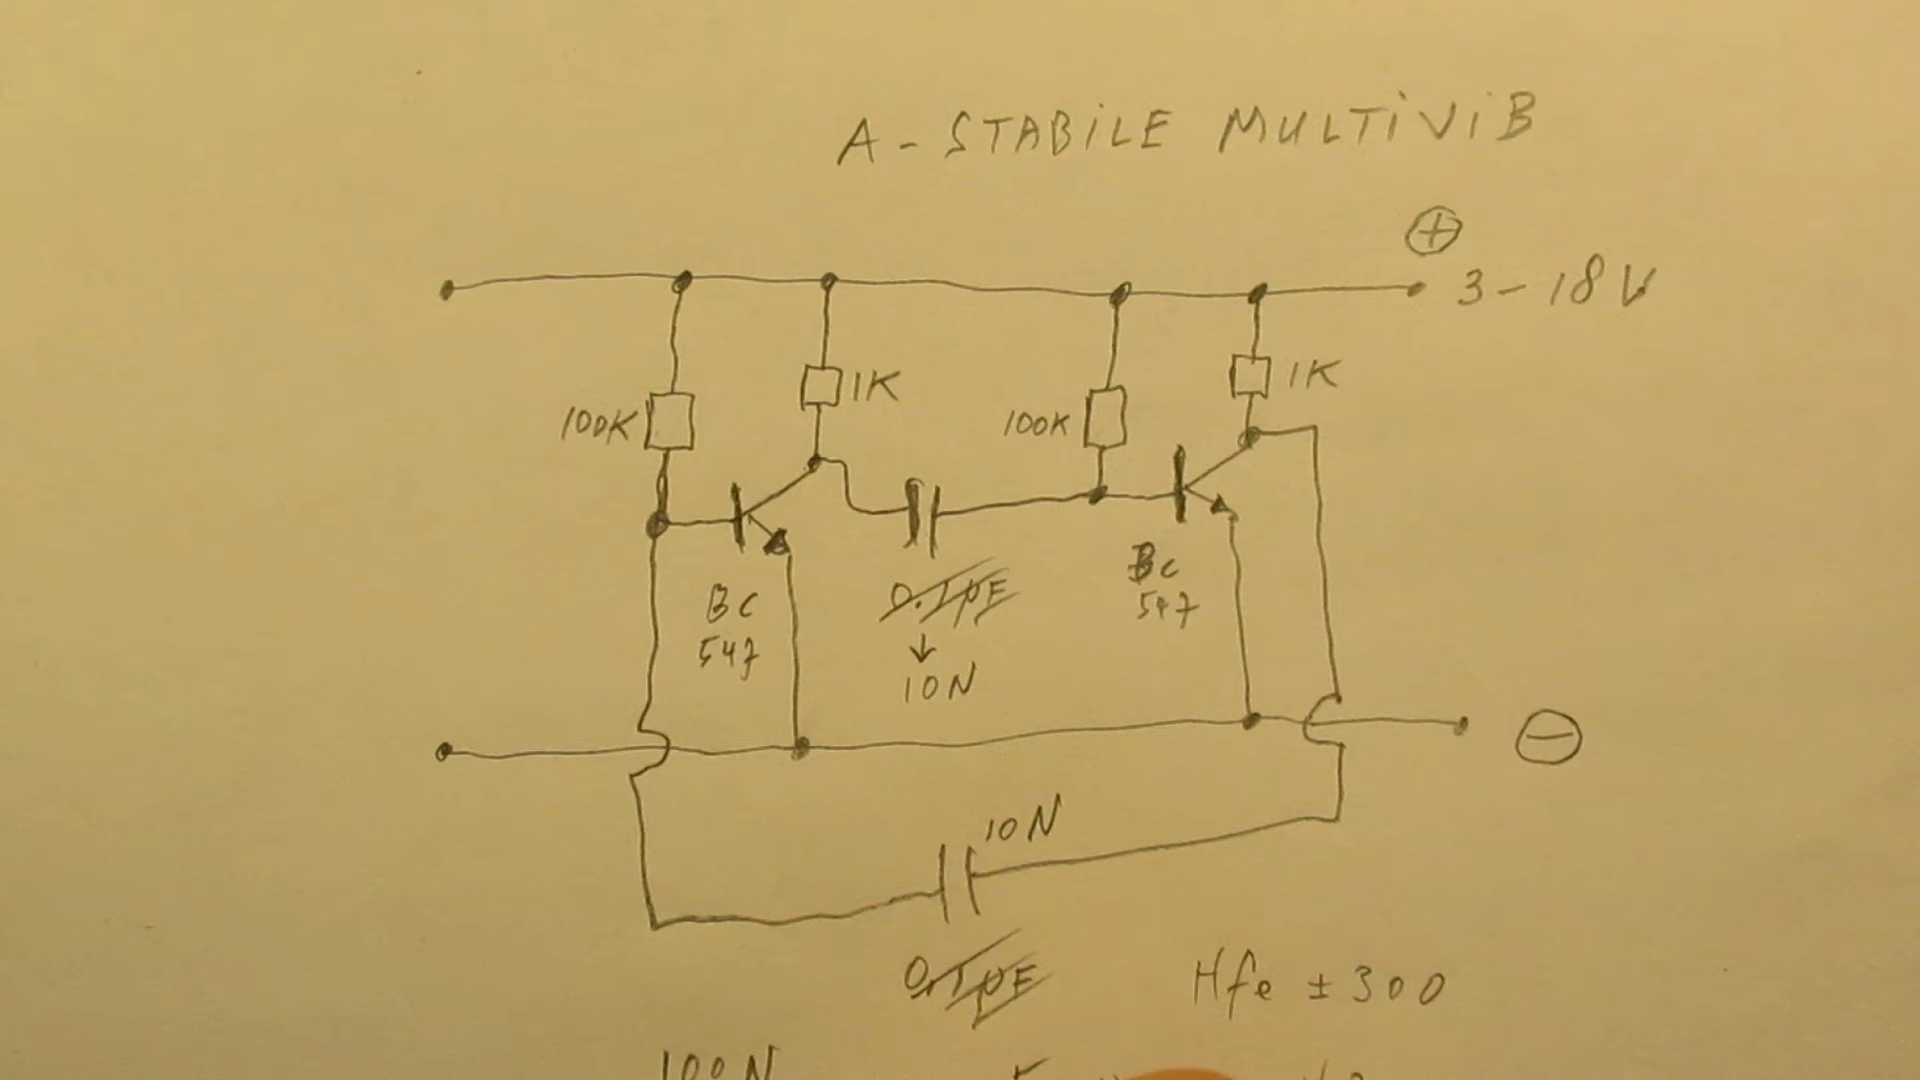 A-STABILE MULTIVIB
+
3-18V
100K
1K
100K
1K
BC
547
0.1µF
↓
10N
BC
547
-
10N
0.1µF
Hfe ± 300
100N